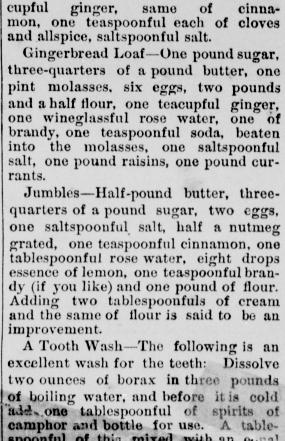 cupful ginger, same of cinna-
mon, one teaspoonful each of cloves
and allspice, saltspoonful salt.
Gingerbread Loaf—One pound sugar,
three-quarters of a pound butter, one
pint molasses, six eggs, two pounds
and a half flour, one teacupful ginger,
one wineglassful rose water, one of
brandy, one teaspoonful soda, beaten
into the molasses, one saltspoonful
salt, one pound raisins, one pound cur-
rants.
Jumbles—Half-pound butter, three-
quarters of a pound sugar, two eggs,
one saltspoonful salt, half a nutmeg
grated, one teaspoonful cinnamon, one
tablespoonful rose water, eight drops
essence of lemon, one teaspoonful bran-
dy (if you like) and one pound of flour.
Adding two tablespoonfuls of cream
and the same of flour is said to be an
improvement.
A Tooth Wash—The following is an
excellent wash for the teeth: Dissolve
two ounces of borax in three pounds
of boiling water, and before it is cold
add one tablespoonful of spirits of
camphor and bottle for use. A table-
spoonful of this mixed with an